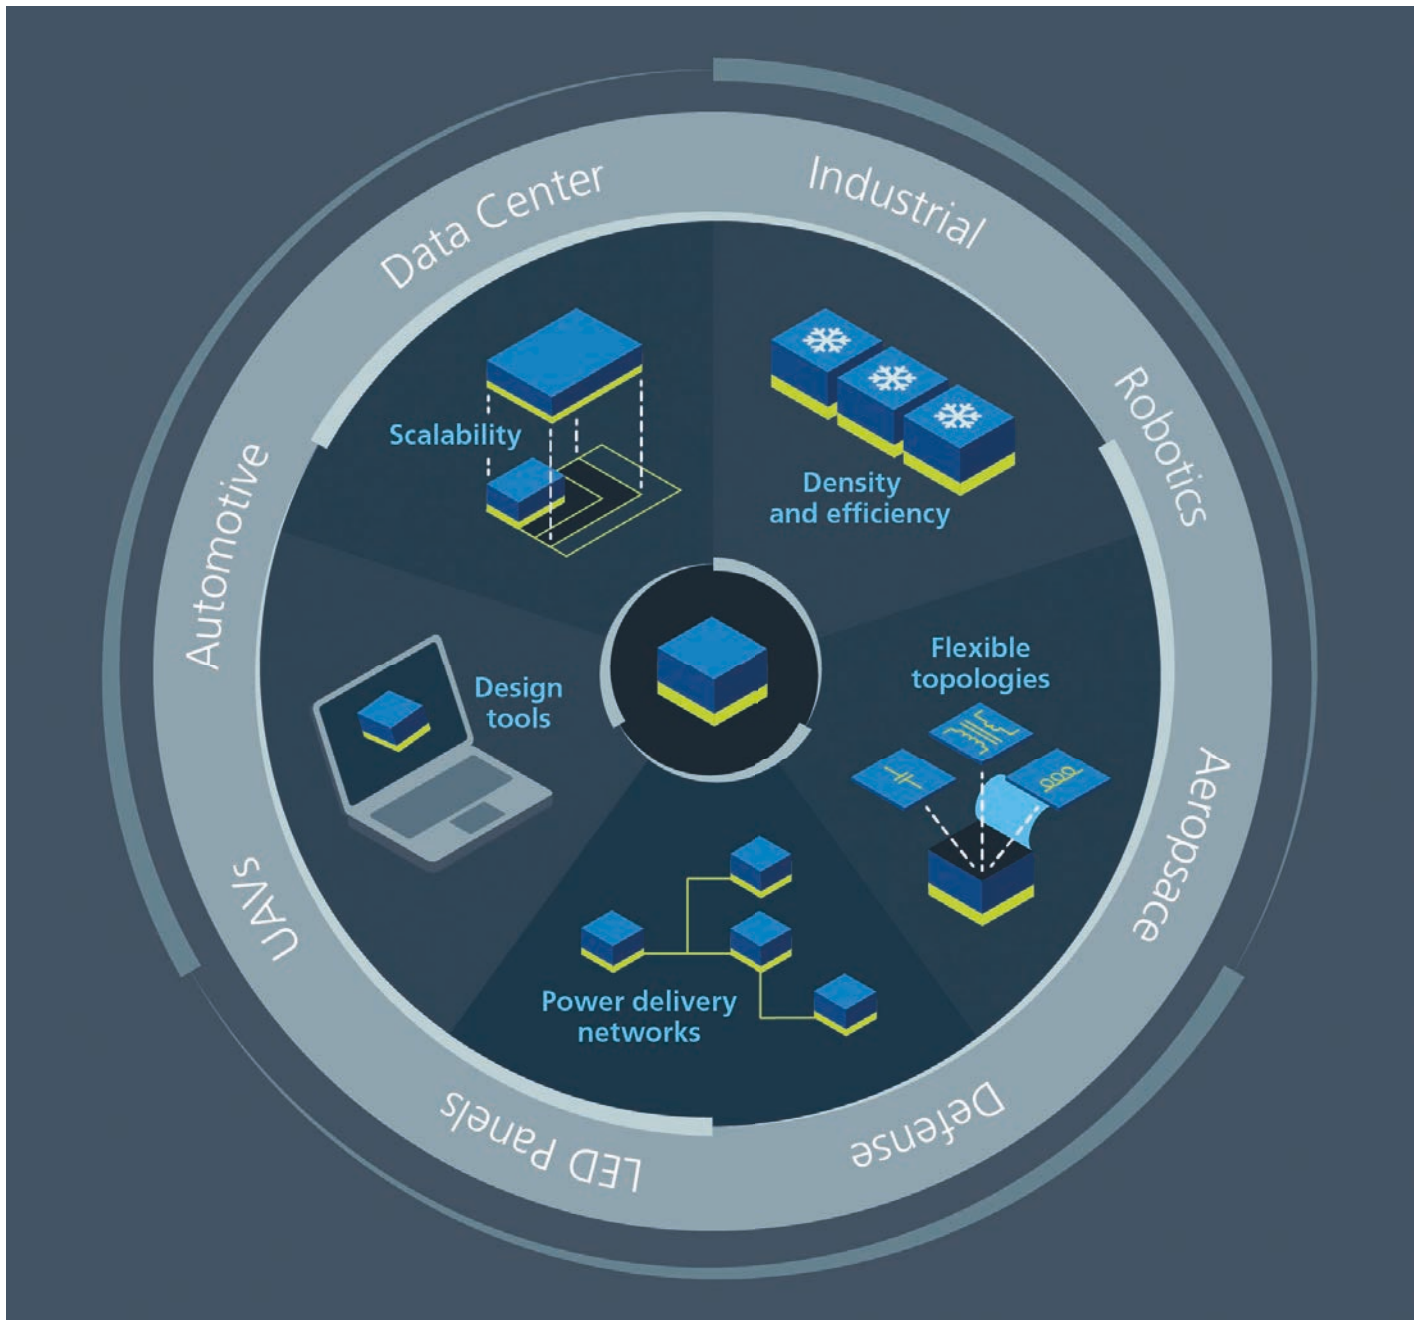 Data Center
Industrial
Robotics
Aeropsace
Defense
LED Panels
UAVs
Automotive
Scalability
Density
and efficiency
Flexible
topologies
Power delivery
networks
Design
tools